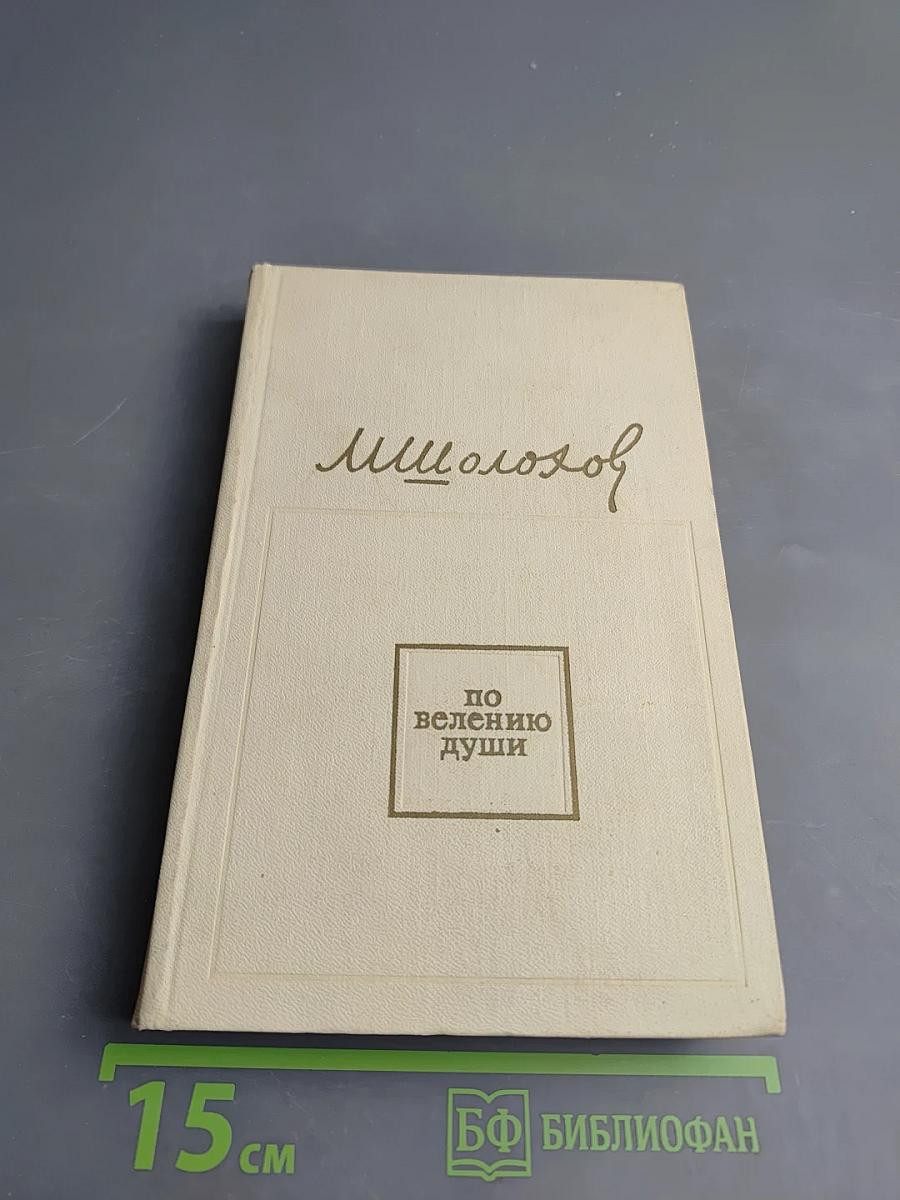 МШолохов
по
велению
души
15 см
БФ БИБЛИОФАН